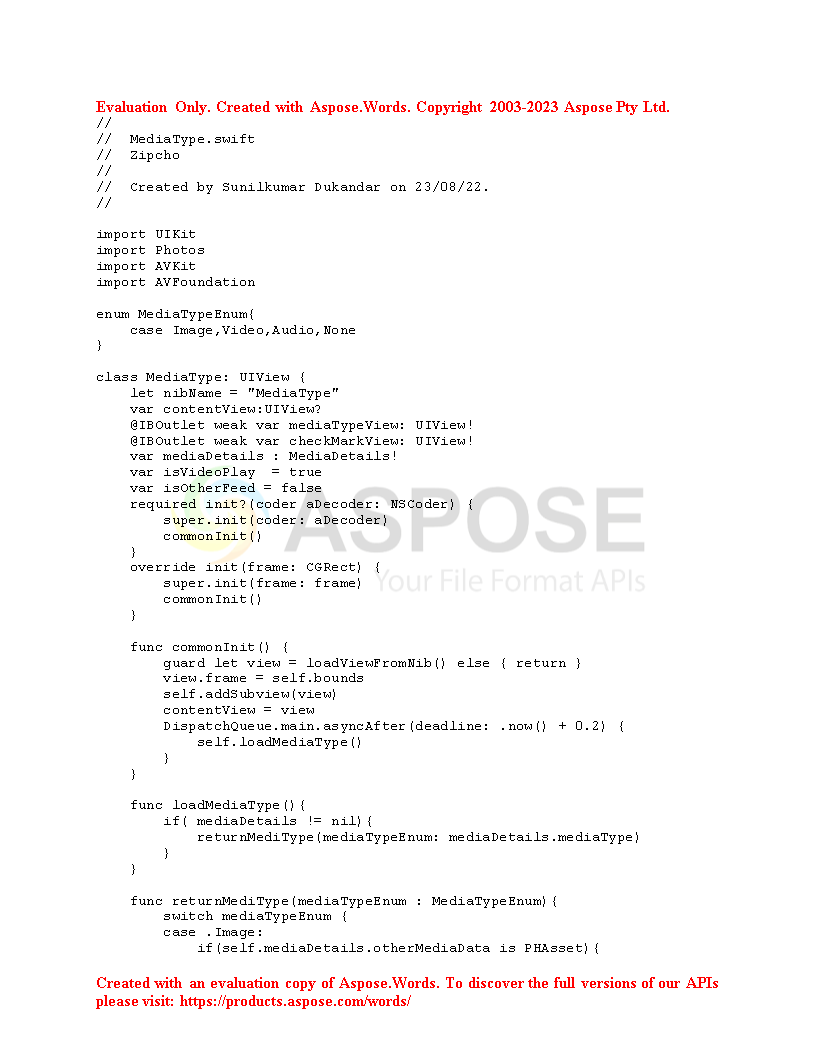 Evaluation Only. Created with Aspose.Words. Copyright 2003-2023 Aspose Pty Ltd.
//
//  MediaType.swift
//  Zipcho
//
//  Created by Sunilkumar Dukandar on 23/08/22.
//

import UIKit
import Photos
import AVKit
import AVFoundation

enum MediaTypeEnum{
    case Image,Video,Audio,None
}

class MediaType: UIView {
    let nibName = "MediaType"
    var contentView:UIView?
    @IBOutlet weak var mediaTypeView: UIView!
    @IBOutlet weak var checkMarkView: UIView!
    var mediaDetails : MediaDetails!
    var isVideoPlay  = true
    var isOtherFeed = false
    required init?(coder aDecoder: NSCoder) {
        super.init(coder: aDecoder)
        commonInit()
    }
    override init(frame: CGRect) {
        super.init(frame: frame)
        commonInit()
    }

    func commonInit() {
        guard let view = loadViewFromNib() else { return }
        view.frame = self.bounds
        self.addSubview(view)
        contentView = view
        DispatchQueue.main.asyncAfter(deadline: .now() + 0.2) {
            self.loadMediaType()
        }
    }

    func loadMediaType(){
        if( mediaDetails != nil){
            returnMediType(mediaTypeEnum: mediaDetails.mediaType)
        }
    }

    func returnMediType(mediaTypeEnum : MediaTypeEnum){
        switch mediaTypeEnum {
        case .Image:
            if(self.mediaDetails.otherMediaData is PHAsset){
ASPOSE
Your File Format APIs
Created with an evaluation copy of Aspose.Words. To discover the full versions of our APIs
please visit: https://products.aspose.com/words/